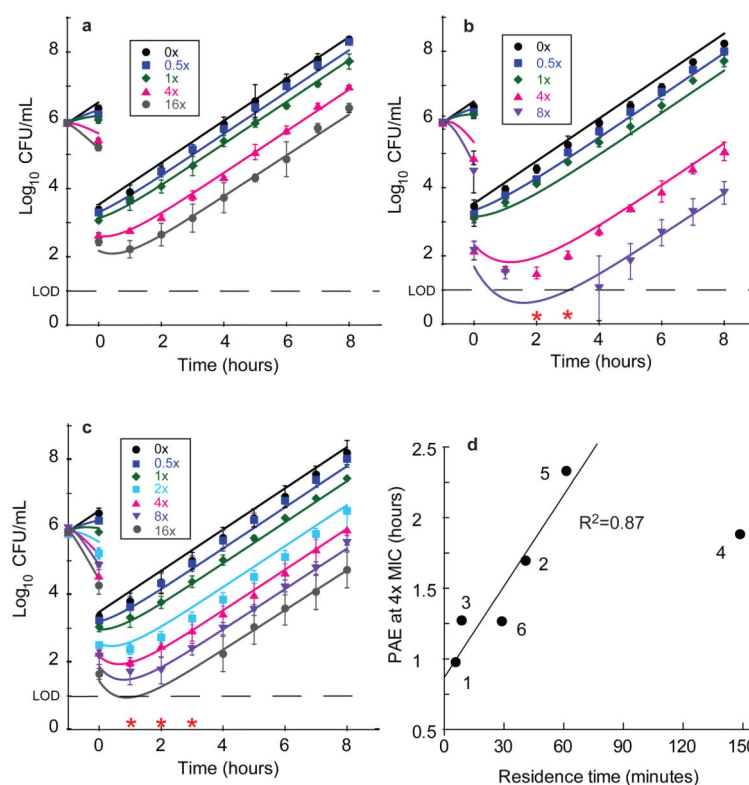 a
0x
0.5x
1x
4x
16x
Log10 CFU/mL
8
6
4
2
0
LOD
0 2 4 6 8
Time (hours)
b
0x
0.5x
1x
4x
8x
Log10 CFU/mL
8
6
4
2
0
LOD
* *
0 2 4 6 8
Time (hours)
c
0x
0.5x
1x
2x
4x
8x
16x
Log10 CFU/mL
8
6
4
2
0
LOD
* * *
0 2 4 6 8
Time (hours)
d
PAE at 4x MIC (hours)
2.5
2
1.5
1
0.5
5
R2=0.87
2
4
3
6
1
0 30 60 90 120 150
Residence time (minutes)